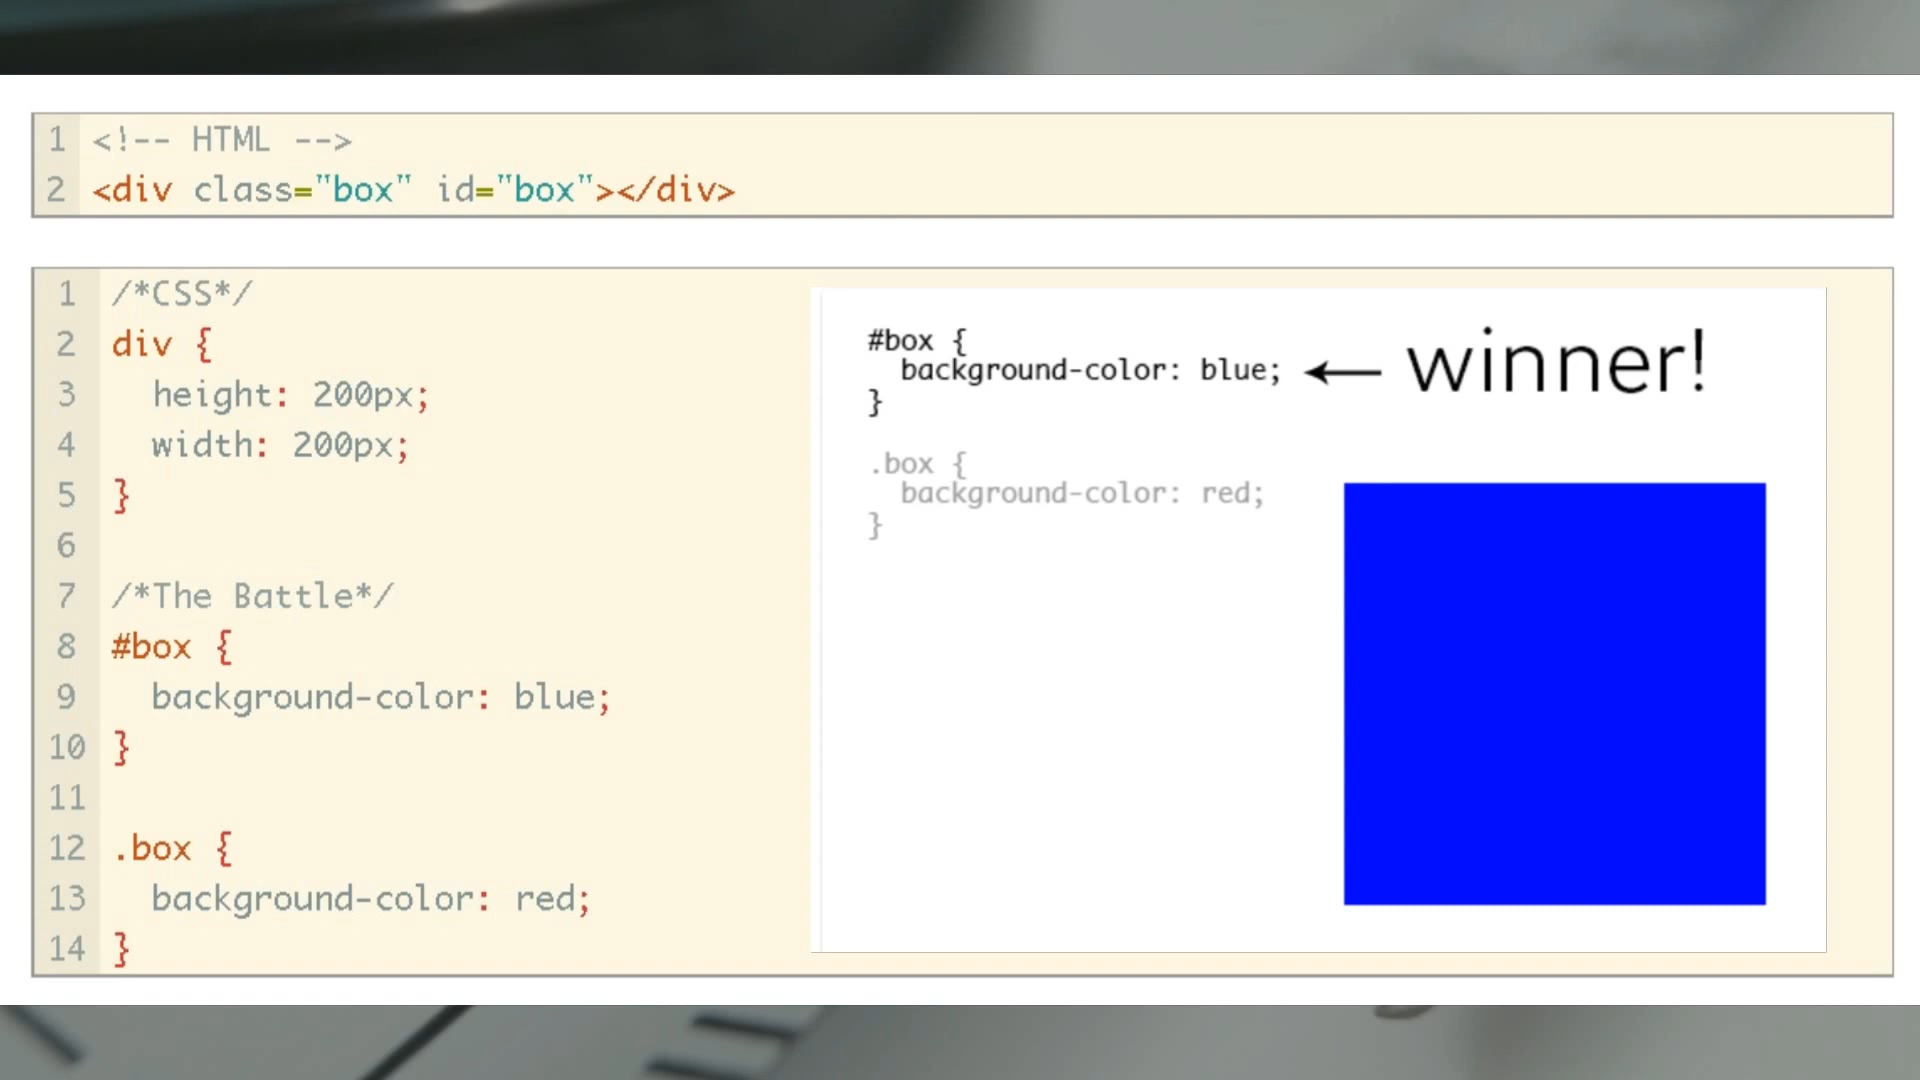 1 <!-- HTML -->
2 <div class="box" id="box"></div>
1 /*CSS*/
2 div {
3   height: 200px;
4   width: 200px;
5 }
6
7 /*The Battle*/
8 #box {
9   background-color: blue;
10 }
11
12 .box {
13   background-color: red;
14 }
#box {
  background-color: blue; ← winner!
}
.box {
  background-color: red;
}